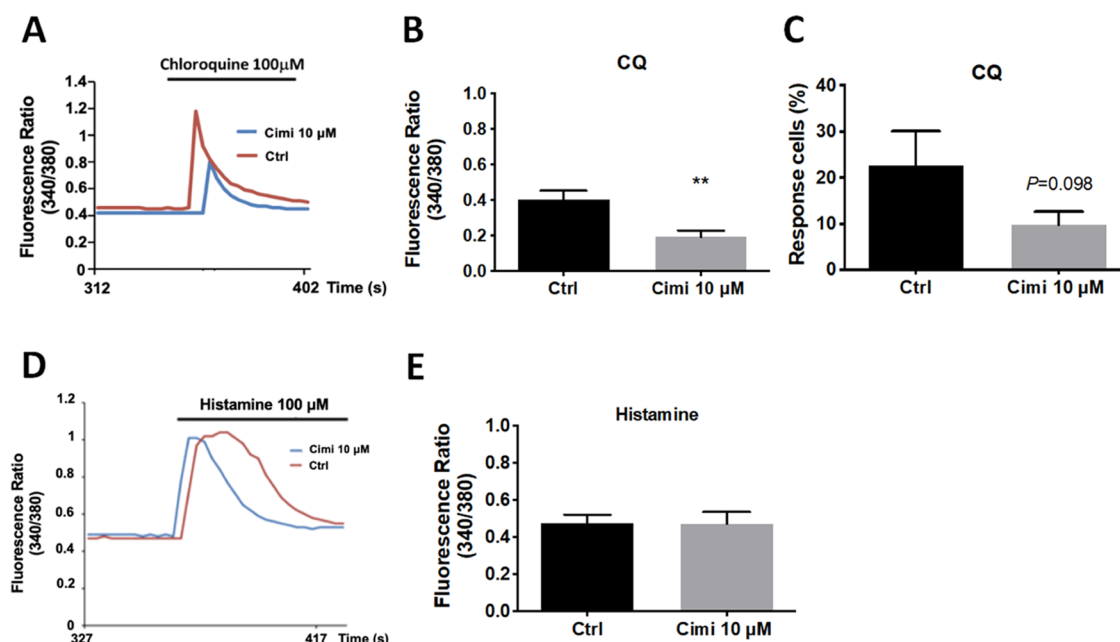 A
Chloroquine 100μM
Fluorescence Ratio
(340/380)
1.4
1.2
1
0.8
0.6
0.4
0.2
0
Cimi 10 μM
Ctrl
312
402
Time (s)
B
CQ
Fluorescence Ratio
(340/380)
1.0
0.8
0.6
0.4
0.2
0.0
**
Ctrl
Cimi 10 μM
C
CQ
Response cells (%)
40
30
20
10
0
P=0.098
Ctrl
Cimi 10 μM
D
Histamine 100 μM
Fluorescence Ratio
(340/380)
1.2
1
0.8
0.6
0.4
0.2
0
Cimi 10 μM
Ctrl
327
417
Time (s)
E
Histamine
Fluorescence Ratio
(340/380)
1.0
0.8
0.6
0.4
0.2
0.0
Ctrl
Cimi 10 μM